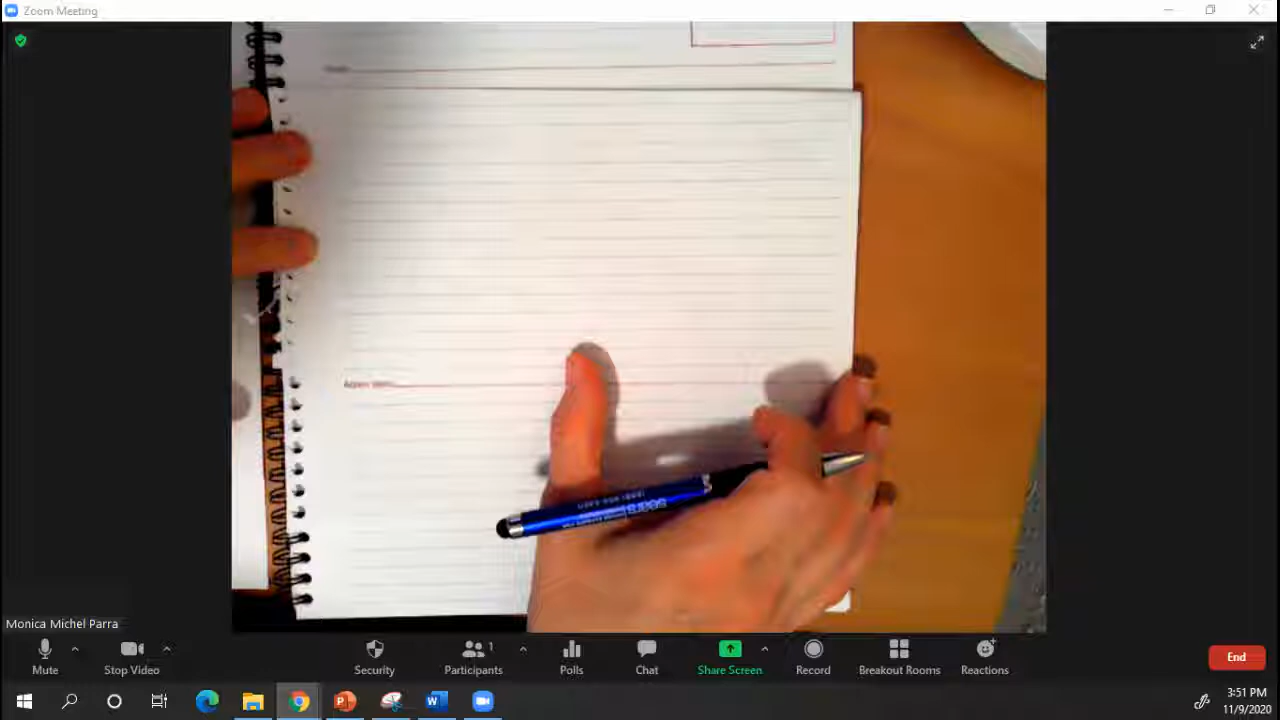 Zoom Meeting
Monica Michel Parra
Mute
Stop Video
Security
Participants
1
Polls
Chat
Share Screen
Record
Breakout Rooms
Reactions
End
3:51 PM
11/9/2020